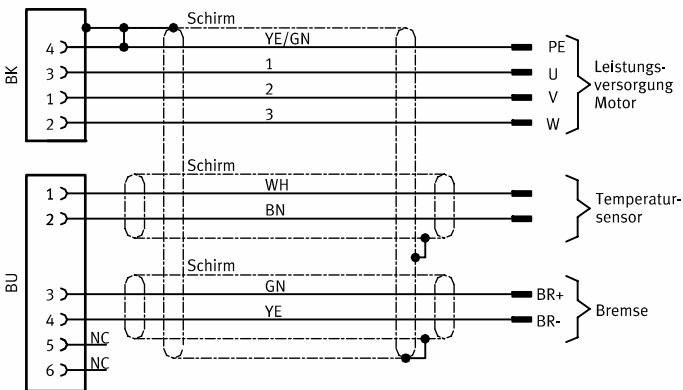 Schirm
BK
4 YE/GN PE
3 1 U
1 2 V
2 3 W
Leistungs-
versorgung
Motor
Schirm
BU
1 WH
2 BN
Temperatur-
sensor
Schirm
3 GN BR+
4 YE BR-
Bremse
5 NC
6 NC